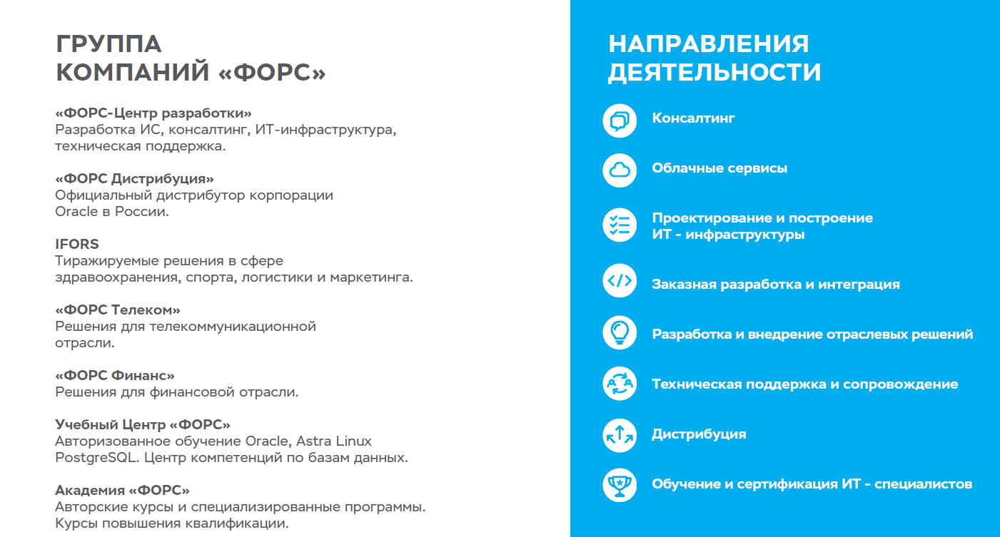 ГРУППА
КОМПАНИЙ «ФОРС»
«ФОРС-Центр разработки»
Разработка ИС, консалтинг, ИТ-инфраструктура,
техническая поддержка.
«ФОРС Дистрибуция»
Официальный дистрибутор корпорации
Oracle в России.
IFORS
Тиражируемые решения в сфере
здравоохранения, спорта, логистики и маркетинга.
«ФОРС Телеком»
Решения для телекоммуникационной
отрасли.
«ФОРС Финанс»
Решения для финансовой отрасли.
Учебный Центр «ФОРС»
Авторизованное обучение Oracle, Astra Linux
PostgreSQL. Центр компетенций по базам данных.
Академия «ФОРС»
Авторские курсы и специализированные программы.
Курсы повышения квалификации.
НАПРАВЛЕНИЯ
ДЕЯТЕЛЬНОСТИ
Консалтинг
Облачные сервисы
Проектирование и построение
ИТ - инфраструктуры
Заказная разработка и интеграция
Разработка и внедрение отраслевых решений
Техническая поддержка и сопровождение
Дистрибуция
Обучение и сертификация ИТ - специалистов